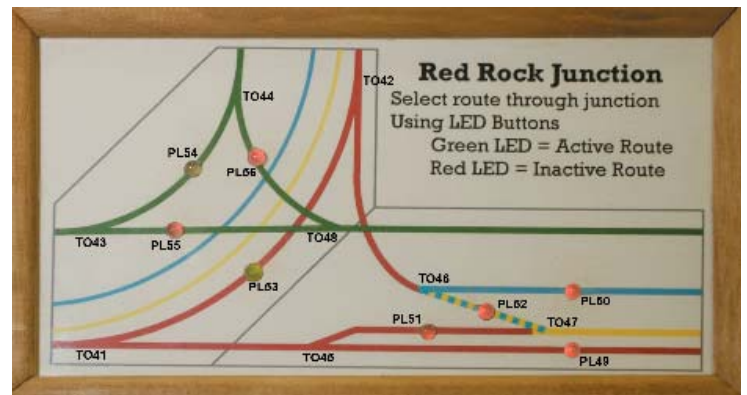 Red Rock Junction
Select route through junction
Using LED Buttons
Green LED = Active Route
Red LED = Inactive Route
TO42
TO44
PL54
PL56
TO43
PL55
TO48
PL53
TO46
PL60
PL52
PL51
TO47
TO41
TO45
PL49